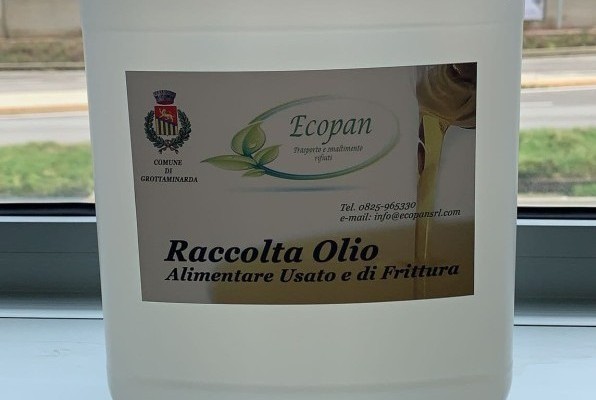 COMUNE
DI
GROTTAMINARDA
Ecopan
Trasporto e smaltimento
rifiuti
Tel. 0825-965330
e-mail: info@ecopansrl.com
Raccolta Olio
Alimentare Usato e di Frittura